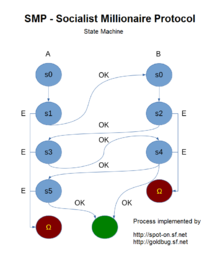 SMP - Socialist Millionaire Protocol
State Machine
A B
s0 s0
OK
s1 s2
E OK E
OK
s3 s4
E OK E
s5 Ω
OK OK
E
Ω
Process implemented by
http://spot-on.sf.net
http://goldbug.sf.net